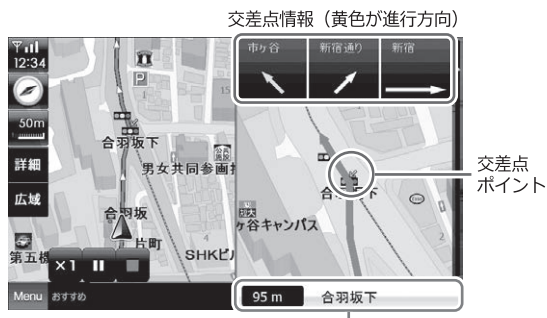 交差点情報（黄色が進行方向）
市ヶ谷
新宿通り
新宿
12:34
50m
詳細
広域
P
合羽坂下
男女共同参画
合羽坂
片町
SHKビ
第五機
×1
Menu
おすすめ
交差点
ポイント
合羽坂下
ヶ谷キャンパス
95 m
合羽坂下